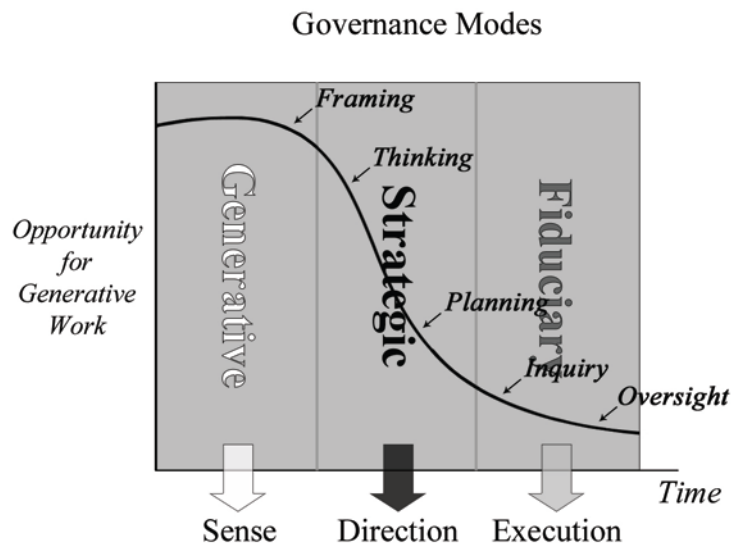 Governance Modes
Framing
Thinking
Generative
Strategic
Fiduciary
Opportunity
for
Generative
Work
Planning
Inquiry
Oversight
Time
Sense
Direction
Execution